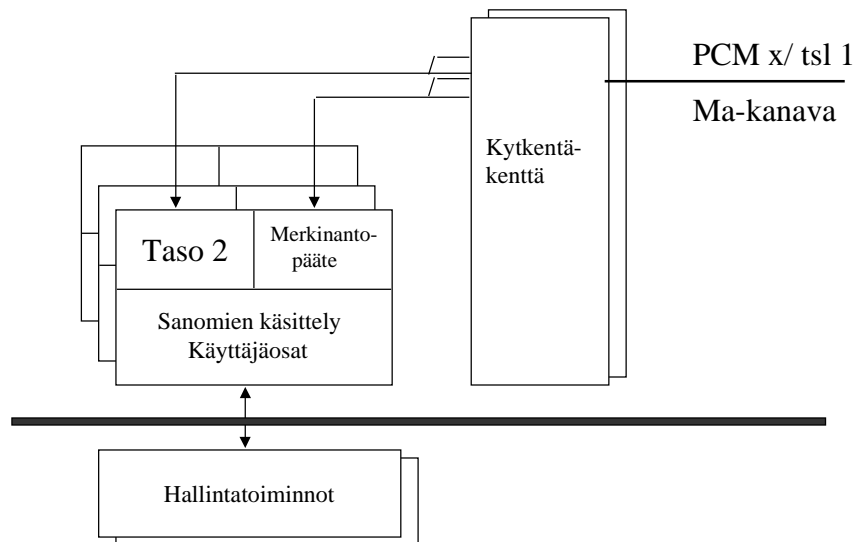 PCM x/ tsl 1
Ma-kanava
Kytkentä-
kenttä
Taso 2
Merkinanto-
pääte
Sanomien käsittely
Käyttäjäosat
Hallintatoiminnot